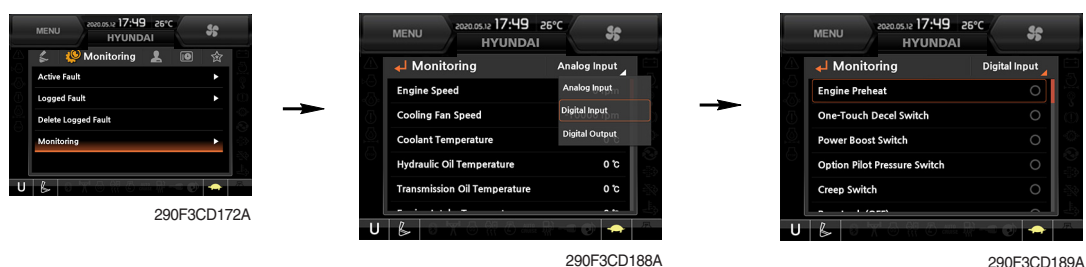 MENU
2020.05.12 17:49 26°C
HYUNDAI
Monitoring
Active Fault
Logged Fault
Delete Logged Fault
Monitoring
U
290F3CD172A
MENU
2020.05.12 17:49 26°C
HYUNDAI
Monitoring Analog Input
Engine Speed
Cooling Fan Speed
Coolant Temperature
Hydraulic Oil Temperature 0 ℃
Transmission Oil Temperature 0 ℃
Analog Input
Digital Input
Digital Output
U
290F3CD188A
MENU
2020.05.12 17:49 26°C
HYUNDAI
Monitoring Digital Input
Engine Preheat
One-Touch Decel Switch
Power Boost Switch
Option Pilot Pressure Switch
Creep Switch
U
290F3CD189A